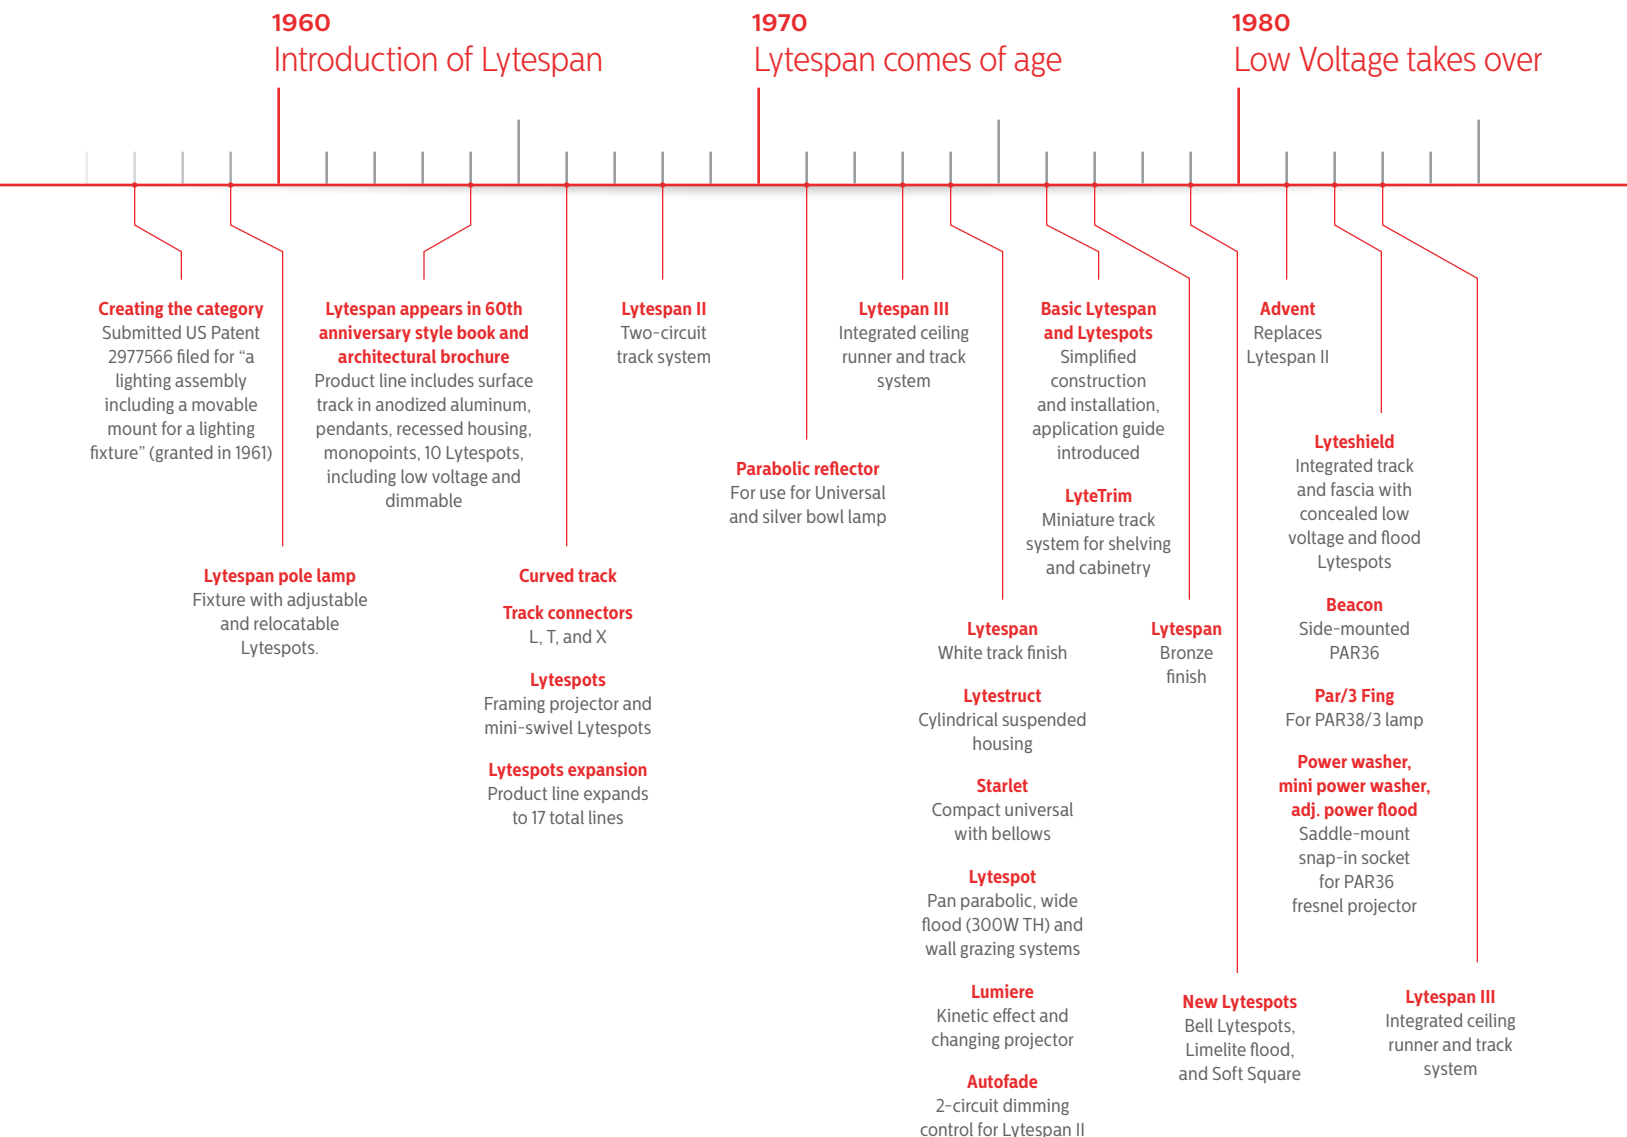 1960
Introduction of Lytespan
1970
Lytespan comes of age
1980
Low Voltage takes over
Creating the category
Submitted US Patent
2977566 filed for “a
lighting assembly
including a movable
mount for a lighting
fixture” (granted in 1961)
Lytespan pole lamp
Fixture with adjustable
and relocatable
Lytespots.
Lytespan appears in 60th
anniversary style book and
architectural brochure
Product line includes surface
track in anodized aluminum,
pendants, recessed housing,
monopoints, 10 Lytespots,
including low voltage and
dimmable
Curved track
Track connectors
L, T, and X
Lytespots
Framing projector and
mini-swivel Lytespots
Lytespots expansion
Product line expands
to 17 total lines
Lytespan II
Two-circuit
track system
Parabolic reflector
For use for Universal
and silver bowl lamp
Lytespan III
Integrated ceiling
runner and track
system
Lytespan
White track finish
Lytestruct
Cylindrical suspended
housing
Starlet
Compact universal
with bellows
Lytespot
Pan parabolic, wide
flood (300W TH) and
wall grazing systems
Lumiere
Kinetic effect and
changing projector
Autofade
2-circuit dimming
control for Lytespan II
Basic Lytespan
and Lytespots
Simplified
construction
and installation,
application guide
introduced
LyteTrim
Miniature track
system for shelving
and cabinetry
Lytespan
Bronze
finish
New Lytespots
Bell Lytespots,
Limelite flood,
and Soft Square
Advent
Replaces
Lytespan II
Lyteshield
Integrated track
and fascia with
concealed low
voltage and flood
Lytespots
Beacon
Side-mounted
PAR36
Par/3 Fing
For PAR38/3 lamp
Power washer,
mini power washer,
adj. power flood
Saddle-mount
snap-in socket
for PAR36
fresnel projector
Lytespan III
Integrated ceiling
runner and track
system